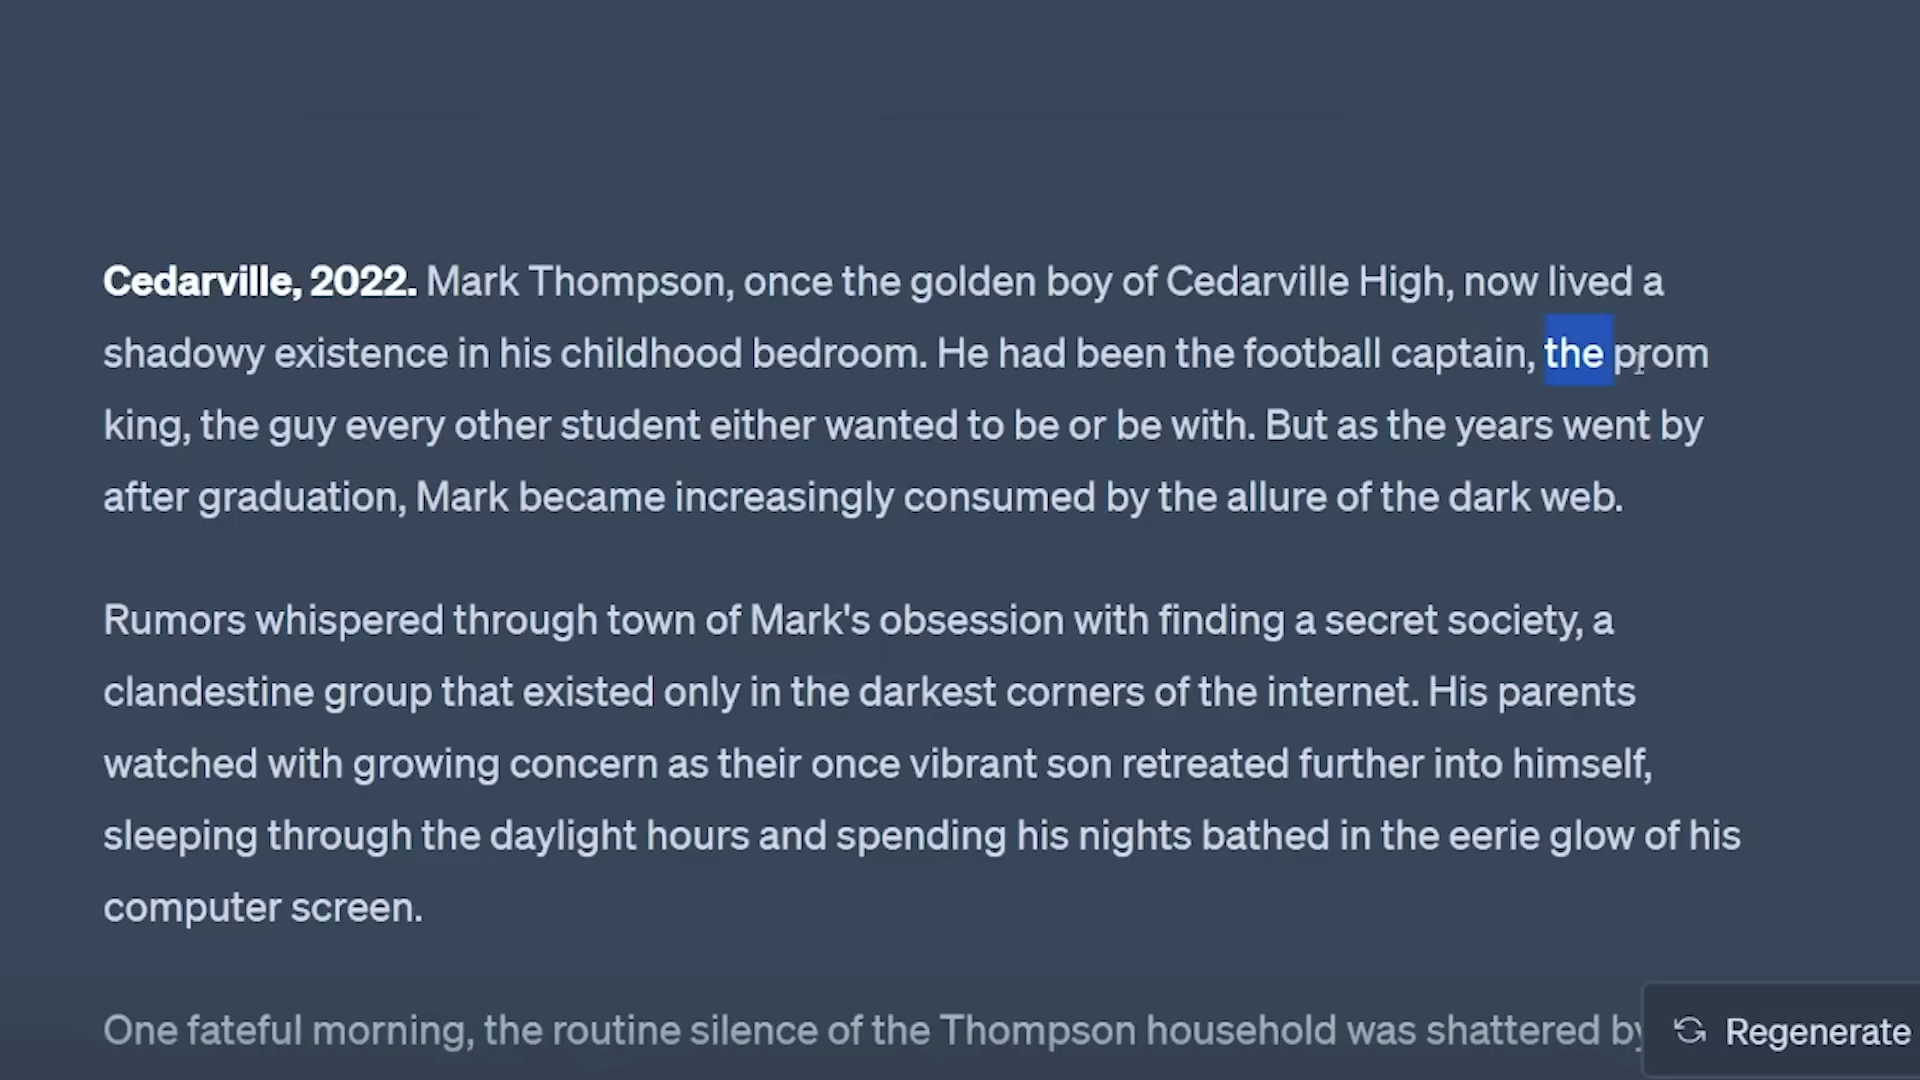 Cedarville, 2022. Mark Thompson, once the golden boy of Cedarville High, now lived a
shadowy existence in his childhood bedroom. He had been the football captain, the prom
king, the guy every other student either wanted to be or be with. But as the years went by
after graduation, Mark became increasingly consumed by the allure of the dark web.
Rumors whispered through town of Mark's obsession with finding a secret society, a
clandestine group that existed only in the darkest corners of the internet. His parents
watched with growing concern as their once vibrant son retreated further into himself,
sleeping through the daylight hours and spending his nights bathed in the eerie glow of his
computer screen.
One fateful morning, the routine silence of the Thompson household was shattered by
Regenerate